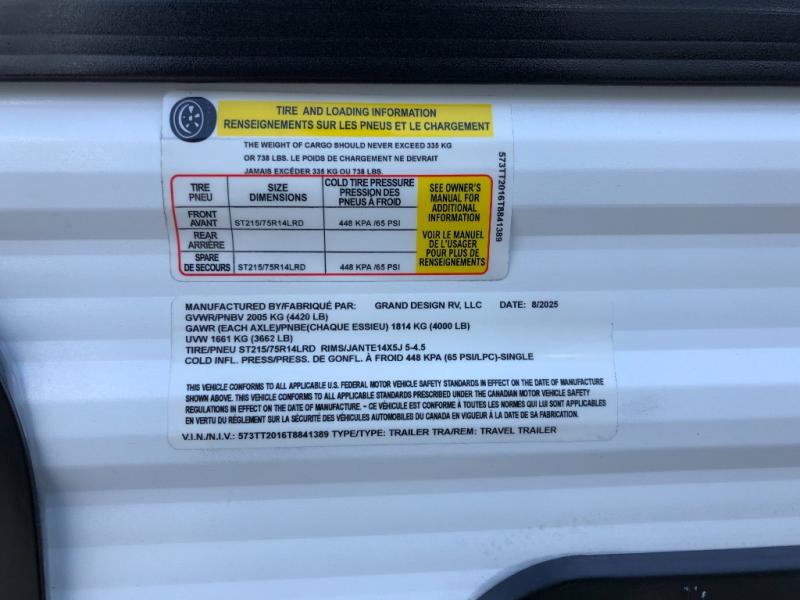 TIRE AND LOADING INFORMATION
RENSEIGNEMENTS SUR LES PNEUS ET LE CHARGEMENT
THE WEIGHT OF CARGO SHOULD NEVER EXCEED 335 KG
OR 738 LBS. LE POIDS DE CHARGEMENT NE DEVRAIT
JAMAIS EXCÉDER 335 KG OU 738 LBS.
TIRE
PNEU
SIZE
DIMENSIONS
COLD TIRE PRESSURE
PRESSION DES
PNEUS À FROID
FRONT
AVANT
ST215/75R14LRD
448 KPA /65 PSI
REAR
ARRIÈRE
SPARE
DE SECOURS
ST215/75R14LRD
448 KPA /65 PSI
SEE OWNER'S
MANUAL FOR
ADDITIONAL
INFORMATION
VOIR LE MANUEL
DE L'USAGER
POUR PLUS DE
RENSEIGNEMENTS
573TT2016T8841389
MANUFACTURED BY/FABRIQUÉ PAR: GRAND DESIGN RV, LLC DATE: 8/2025
GVWR/PNBV 2005 KG (4420 LB)
GAWR (EACH AXLE)/PNBE(CHAQUE ESSIEU) 1814 KG (4000 LB)
UVW 1661 KG (3662 LB)
TIRE/PNEU ST215/75R14LRD RIMS/JANTE14X5J 5-4.5
COLD INFL. PRESS/PRESS. DE GONFL. À FROID 448 KPA (65 PSI/LPC)-SINGLE
THIS VEHICLE CONFORMS TO ALL APPLICABLE U.S. FEDERAL MOTOR VEHICLE SAFETY STANDARDS IN EFFECT ON THE DATE OF MANUFACTURE
SHOWN ABOVE. THIS VEHICLE CONFORMS TO ALL APPLICABLE STANDARDS PRESCRIBED UNDER THE CANADIAN MOTOR VEHICLE SAFETY
REGULATIONS IN EFFECT ON THE DATE OF MANUFACTURE. - CE VÉHICULE EST CONFORME À TOUTES LES NORMES QUI LUI SONT APPLICABLES
EN VERTU DU RÉGLEMENT SUR LA SÉCURITÉ DES VÉHICULES AUTOMOBILES DU CANADA EN VIGUEUR À LA DATE DE SA FABRICATION.
V.I.N./N.I.V.: 573TT2016T8841389 TYPE/TYPE: TRAILER TRA/REM: TRAVEL TRAILER